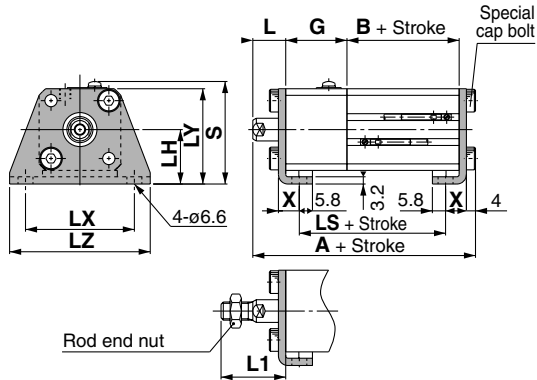 L
G
B + Stroke
Special
cap bolt
S
LY
LH
LX
LZ
4-ø6.6
X
5.8
3.2
5.8
X
4
LS + Stroke
A + Stroke
Rod end nut
L1